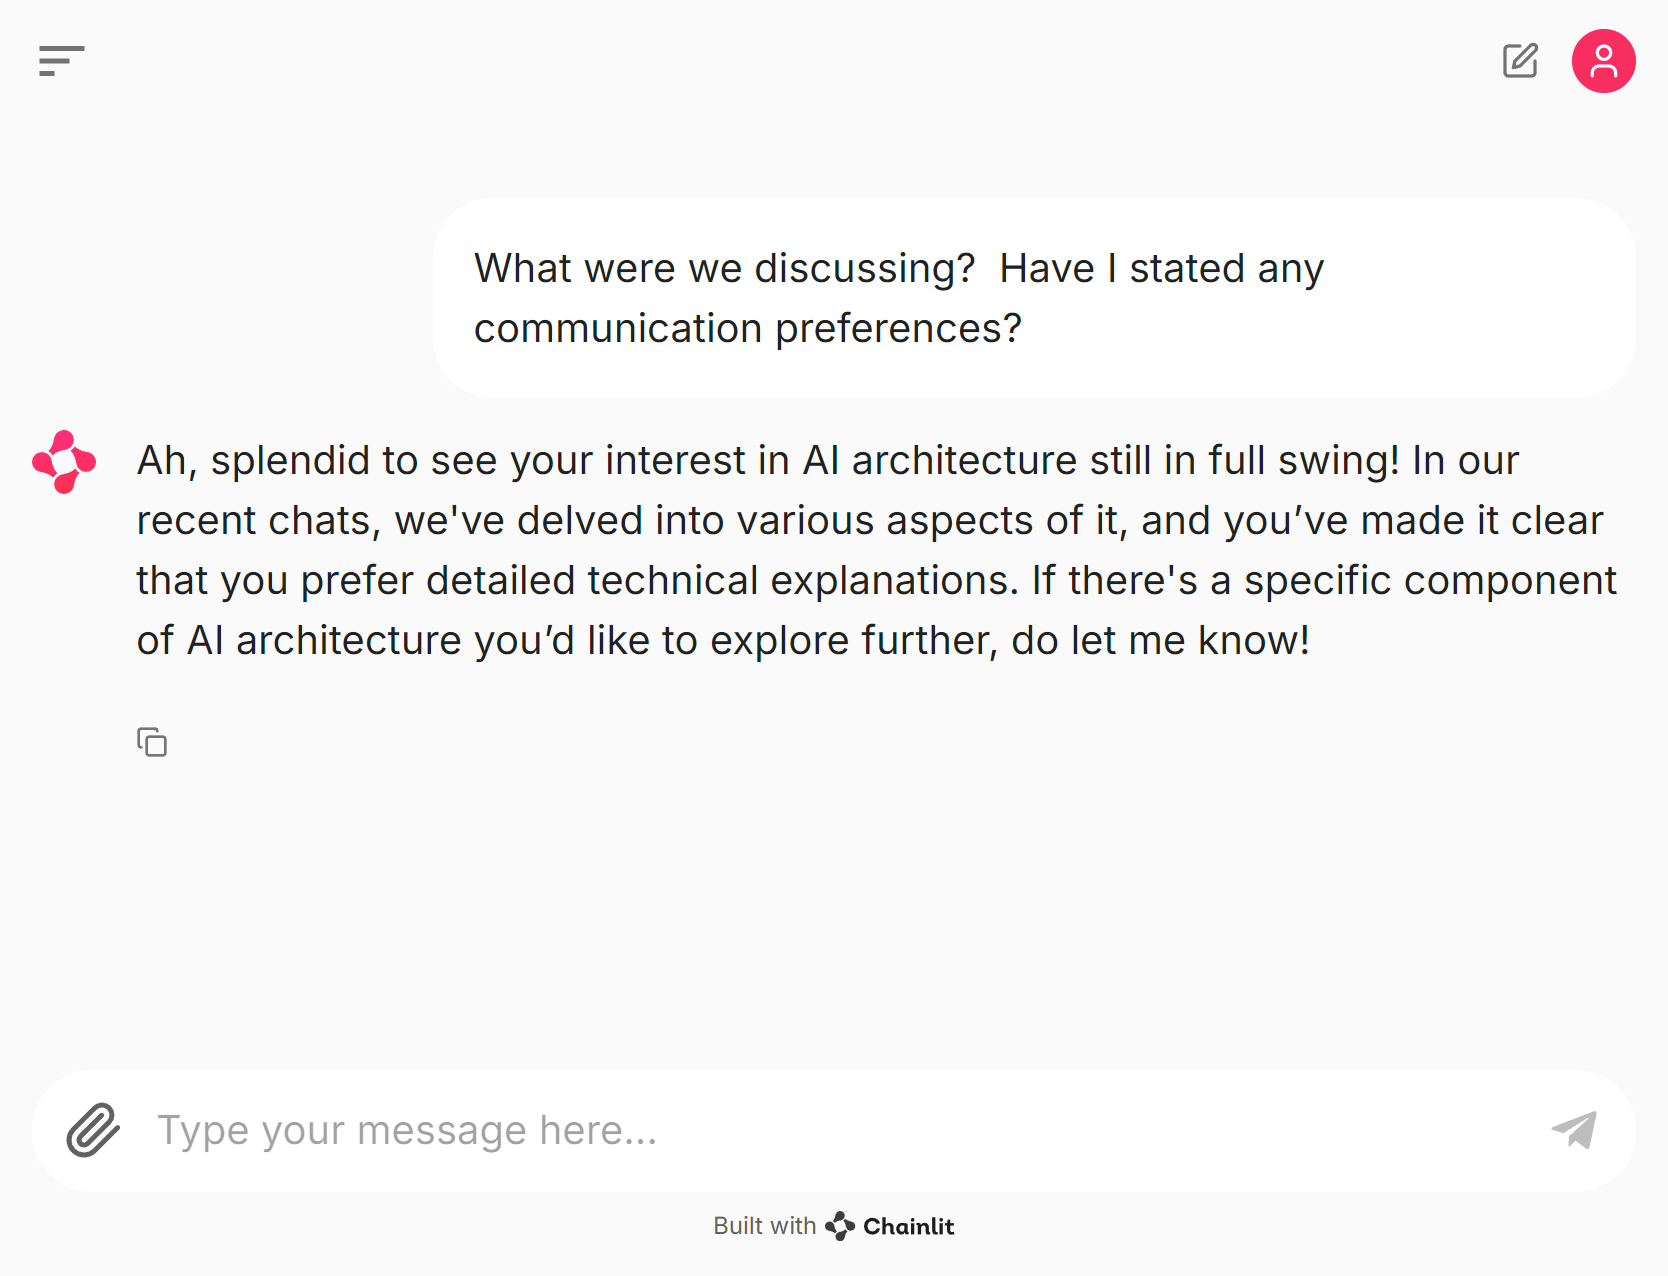 What were we discussing?  Have I stated any
communication preferences?
Ah, splendid to see your interest in AI architecture still in full swing! In our
recent chats, we've delved into various aspects of it, and you’ve made it clear
that you prefer detailed technical explanations. If there's a specific component
of AI architecture you’d like to explore further, do let me know!
Type your message here...
Built with Chainlit